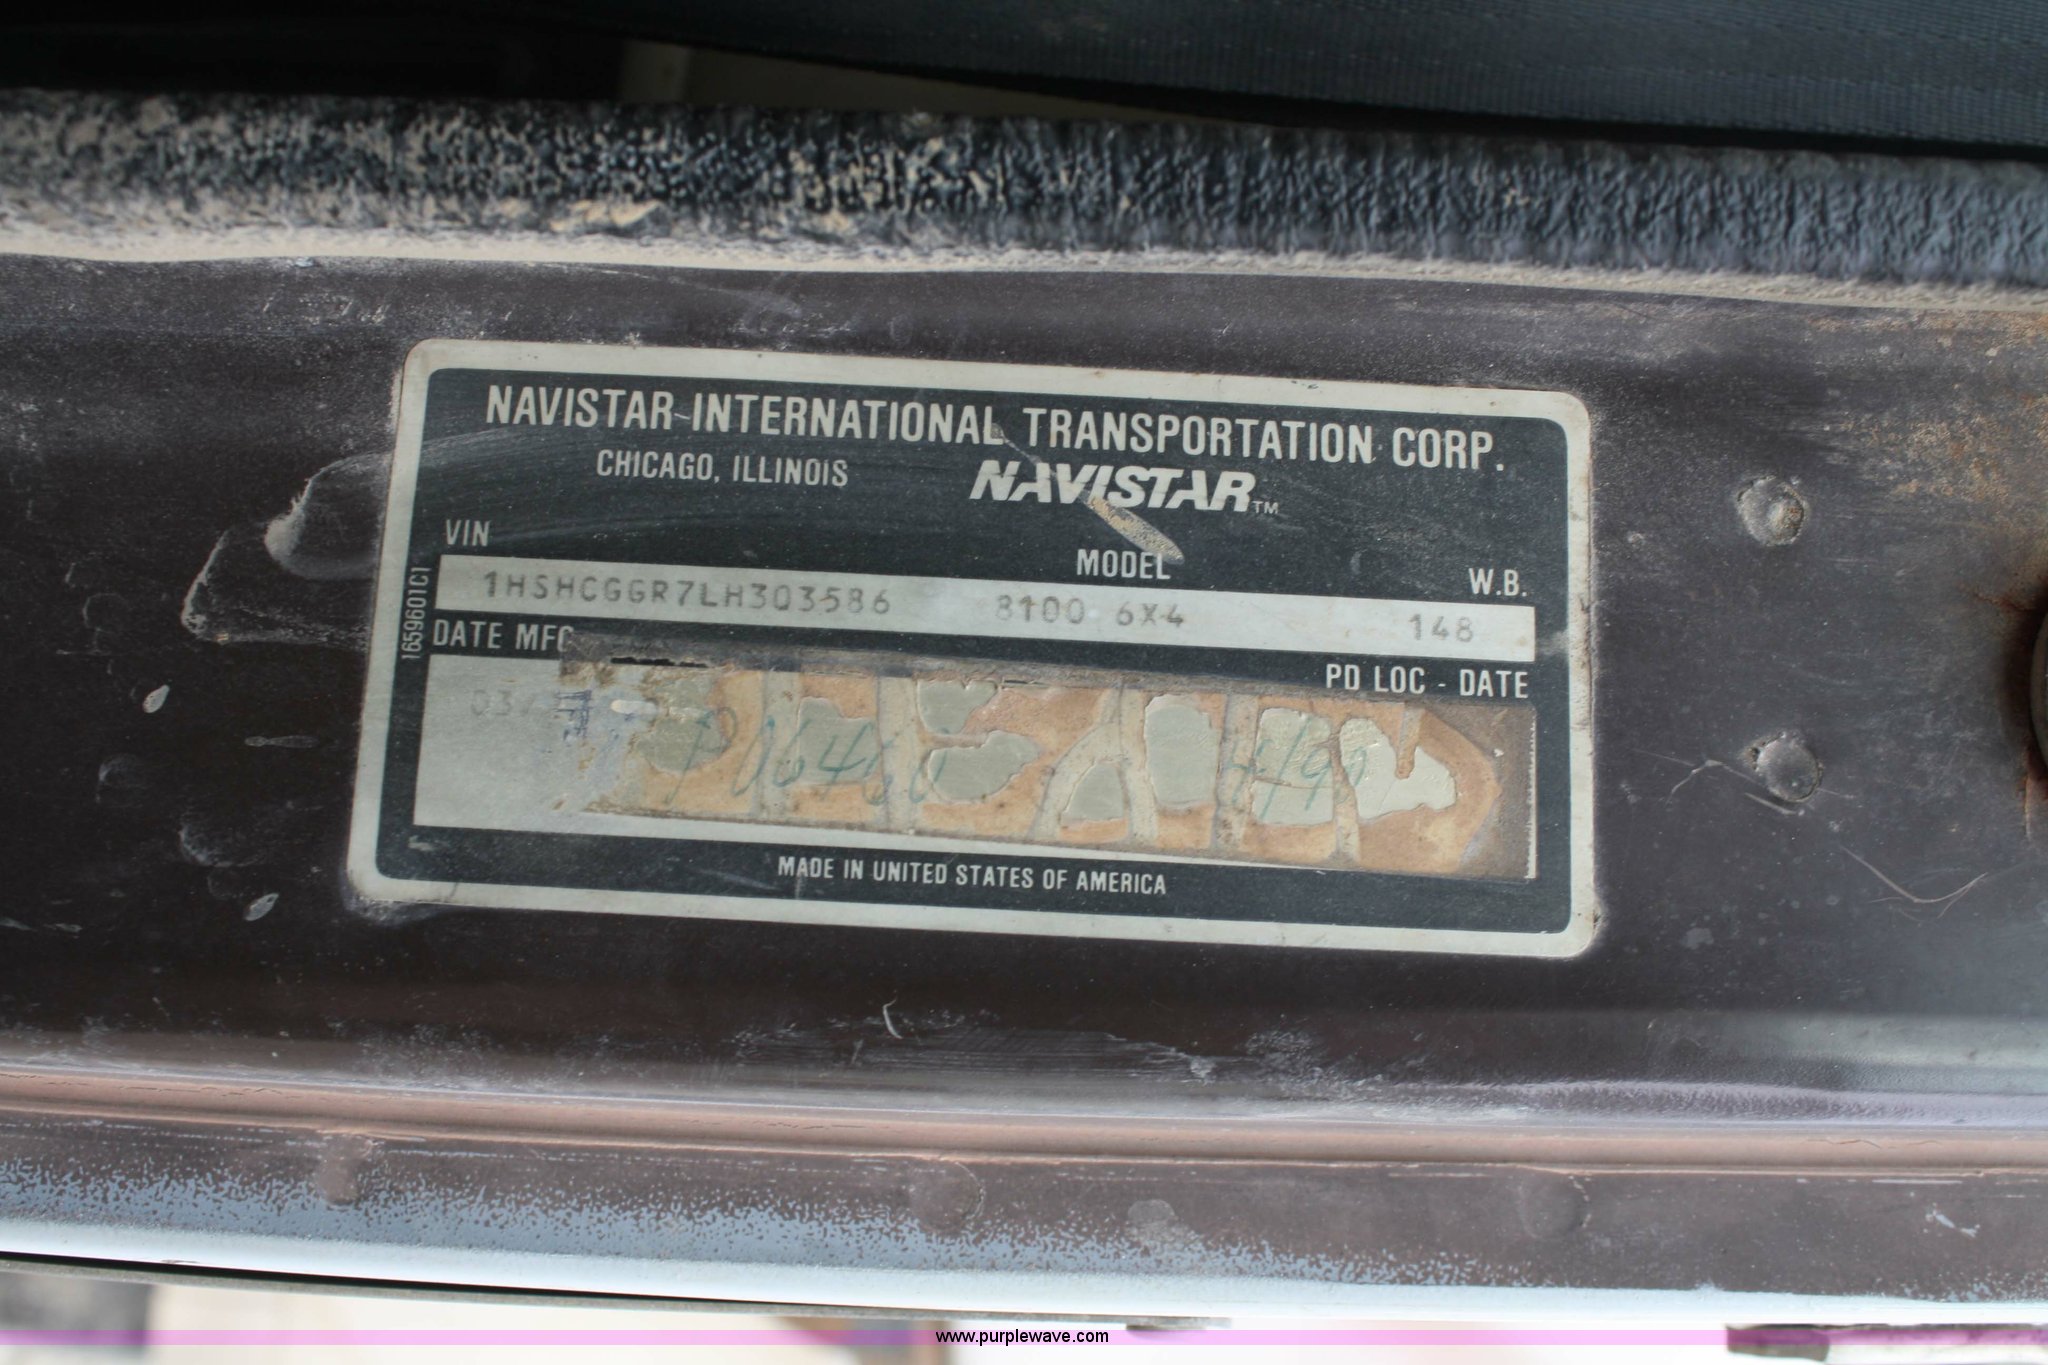 NAVISTAR INTERNATIONAL TRANSPORTATION CORP.
CHICAGO, ILLINOIS NAVISTAR™
VIN MODEL W.B.
1HSHCGGR7LH303586 8100 6X4 148
1659601C1
DATE MFG PD LOC - DATE
MADE IN UNITED STATES OF AMERICA
www.purplewave.com